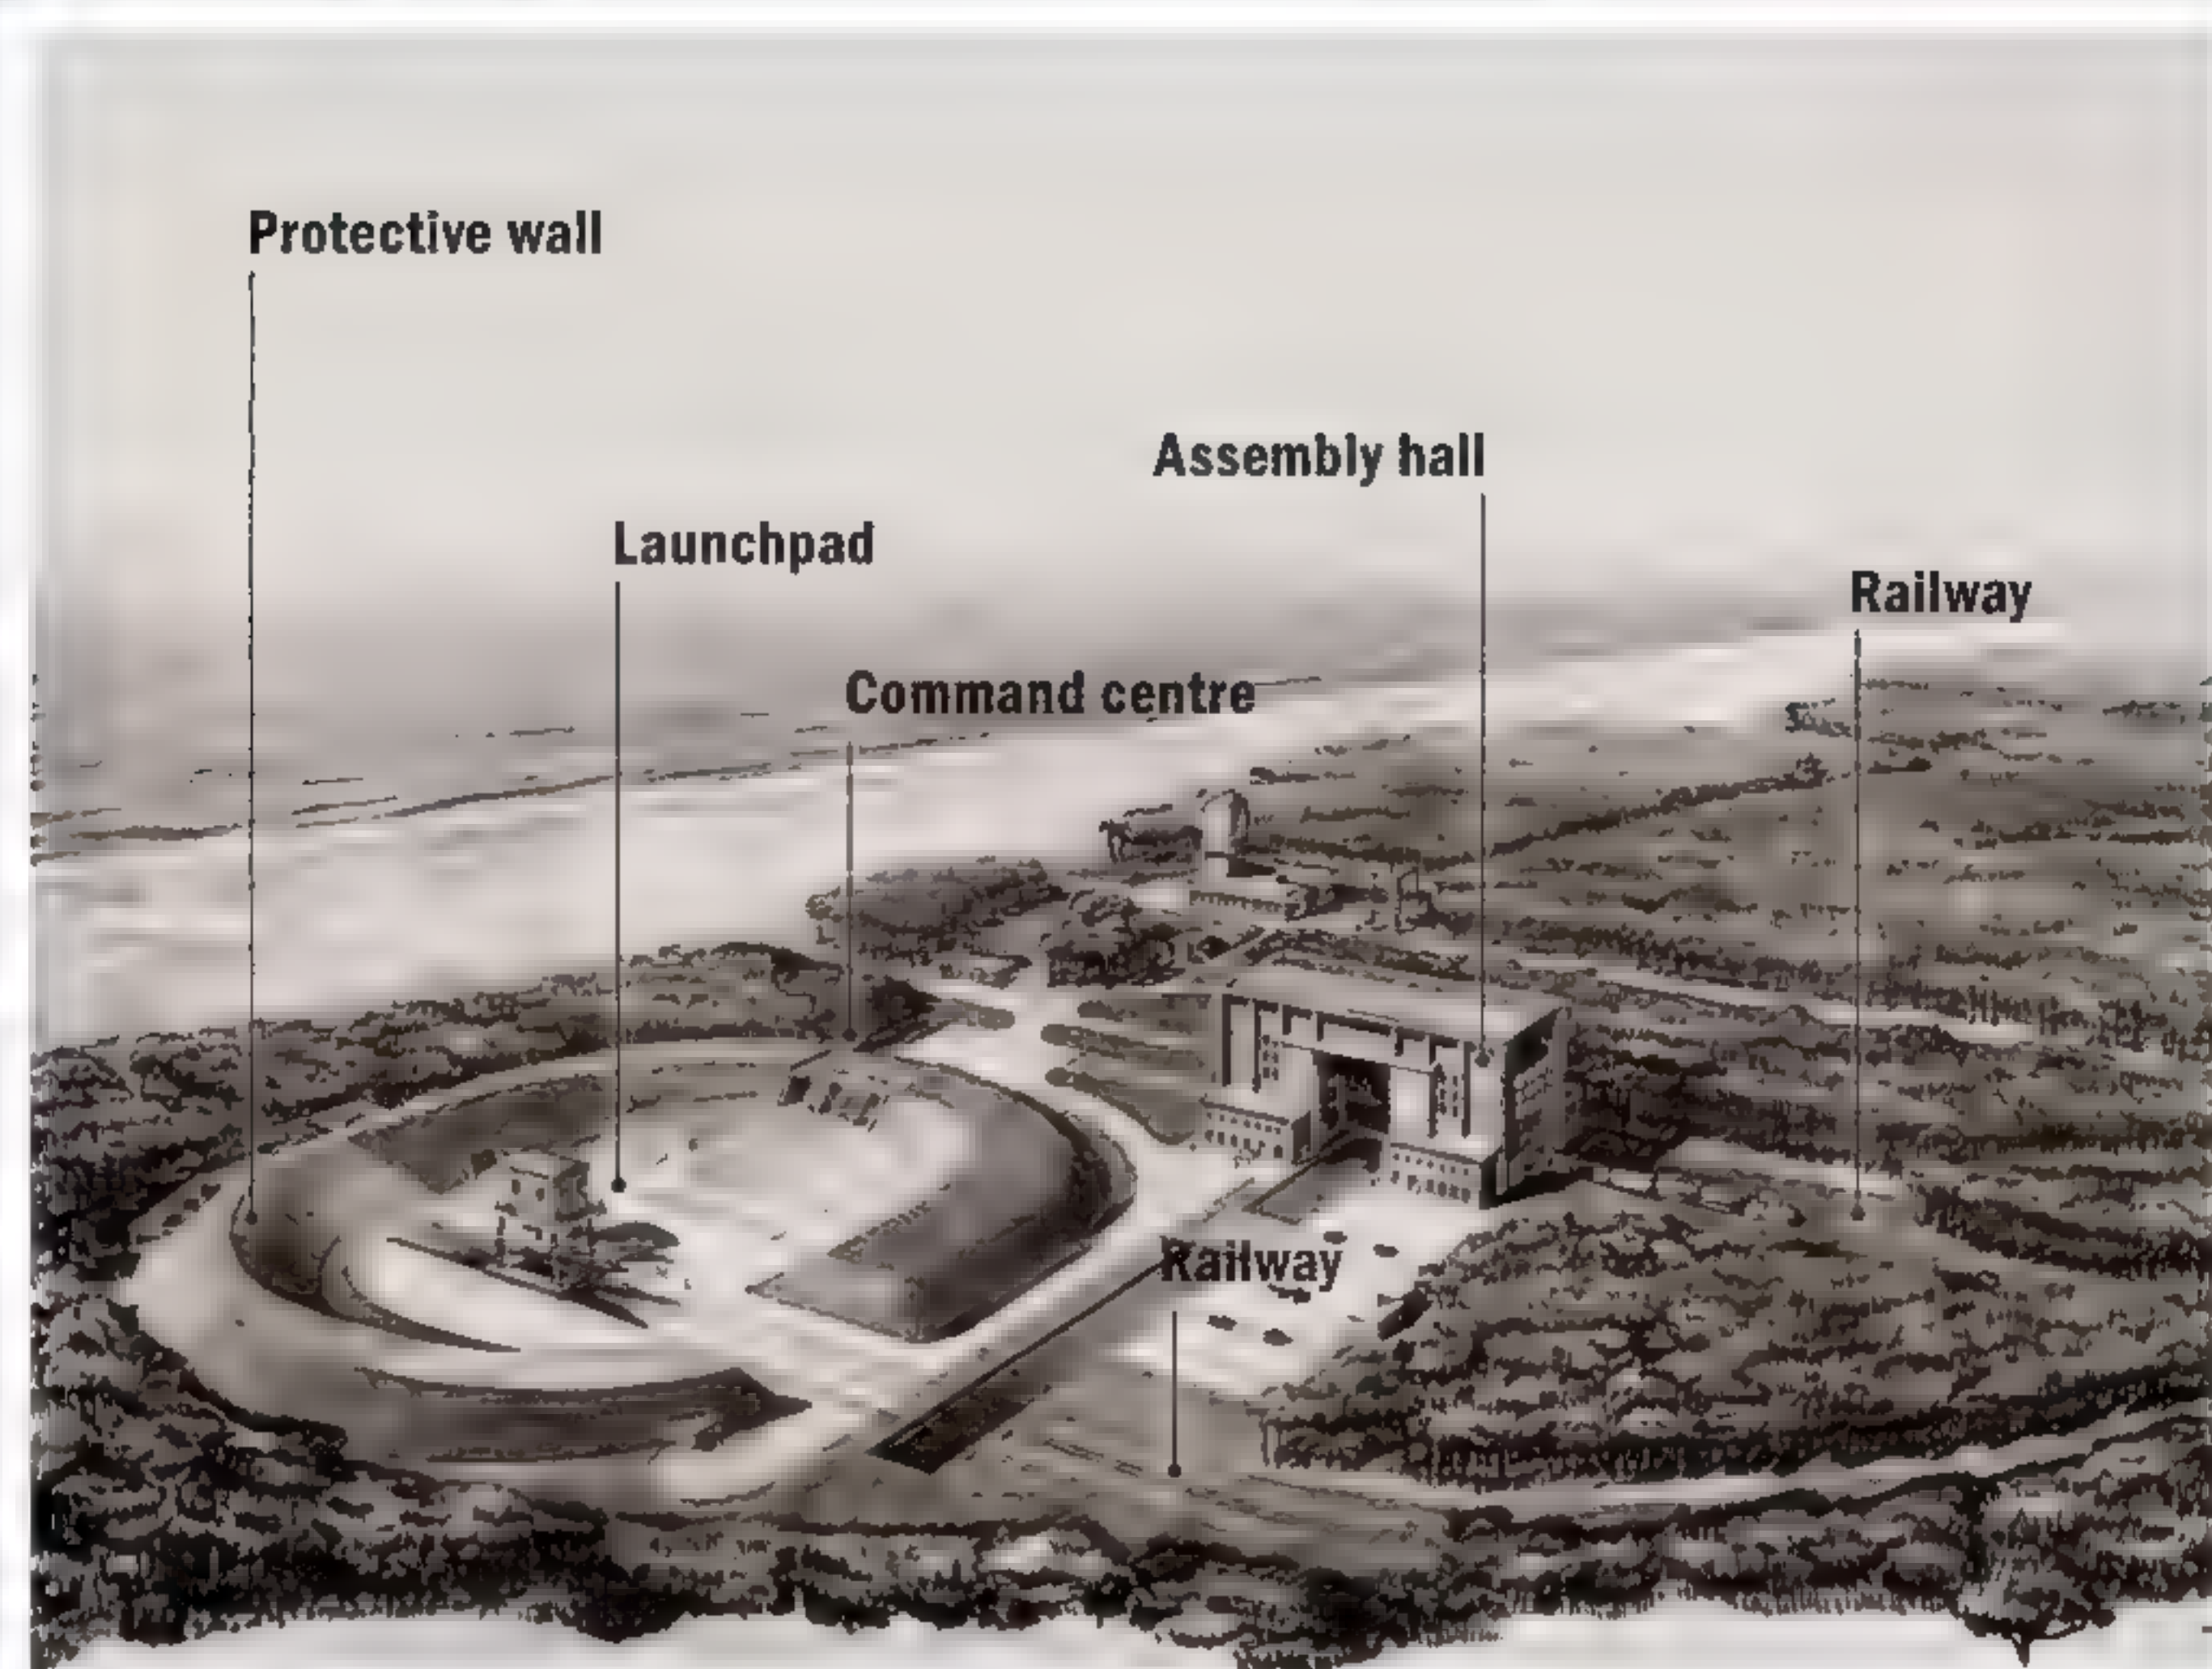 Protective wall
Assembly hall
Launchpad
Railway
Command centre
Railway